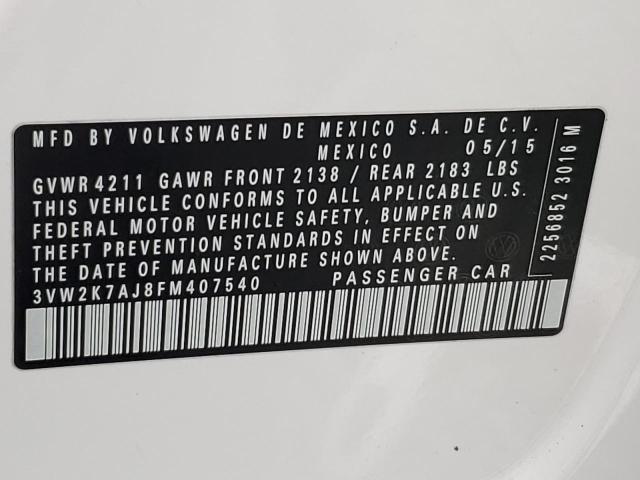 MFD BY VOLKSWAGEN DE MEXICO S.A. DE C.V.
MEXICO 05/15
GVWR 4211 GAWR FRONT 2138 / REAR 2183 LBS
THIS VEHICLE CONFORMS TO ALL APPLICABLE U.S.
FEDERAL MOTOR VEHICLE SAFETY, BUMPER AND
THEFT PREVENTION STANDARDS IN EFFECT ON
THE DATE OF MANUFACTURE SHOWN ABOVE.
3VW2K7AJ8FM407540 PASSENGER CAR
2256852 3016 M